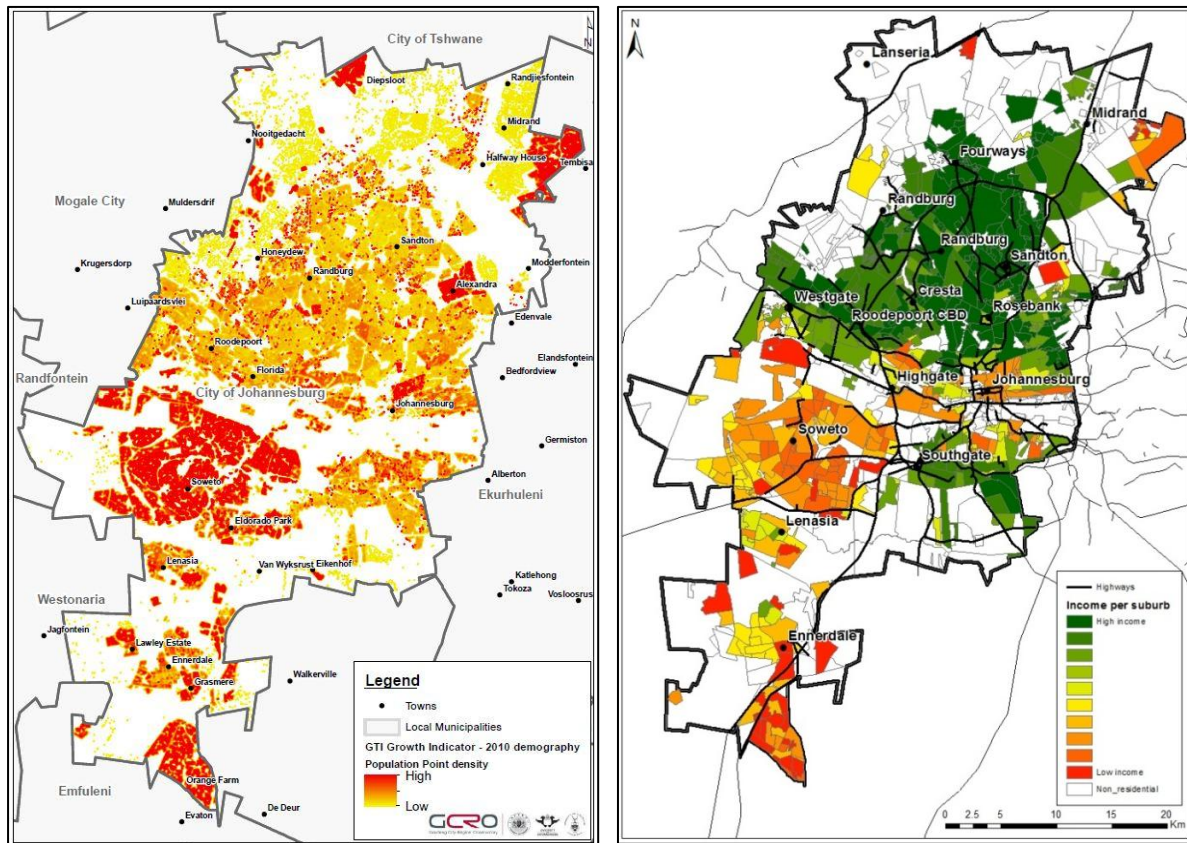 City of Tshwane
N
Diepsloot
Randjiesfontein
Midrand
Nooitgedacht
Halfway House
Tembisa
Mogale City
Muldersdrif
Honeydew
Sandton
Krugersdorp
Randburg
Modderfontein
Alexandra
Luipaardsvlei
Edenvale
Roodepoort
Elandsfontein
Florida
Bedfordview
Randfontein
City of Johannesburg
Johannesburg
Germiston
Soweto
Alberton
Ekurhuleni
Eldorado Park
Lenasia
Van Wyksrust
Eikenhof
Katlehong
Tokoza
Vosloosrus
Westonaria
Jagfontein
Lawley Estate
Ennerdale
Grasmere
Walkerville
Orange Farm
Emfuleni
Evaton
De Deur
Legend
Towns
Local Municipalities
GTI Growth Indicator - 2010 demography
Population Point density
High
Low
GCRO
N
Lanseria
Midrand
Fourways
Randburg
Randburg
Sandton
Westgate
Cresta
Rosebank
Roodepoort CBD
Highgate
Johannesburg
Soweto
Southgate
Lenasia
Ennerdale
Highways
Income per suburb
High income
Low income
Non_residential
0 2.5 5 10 15 20
Km